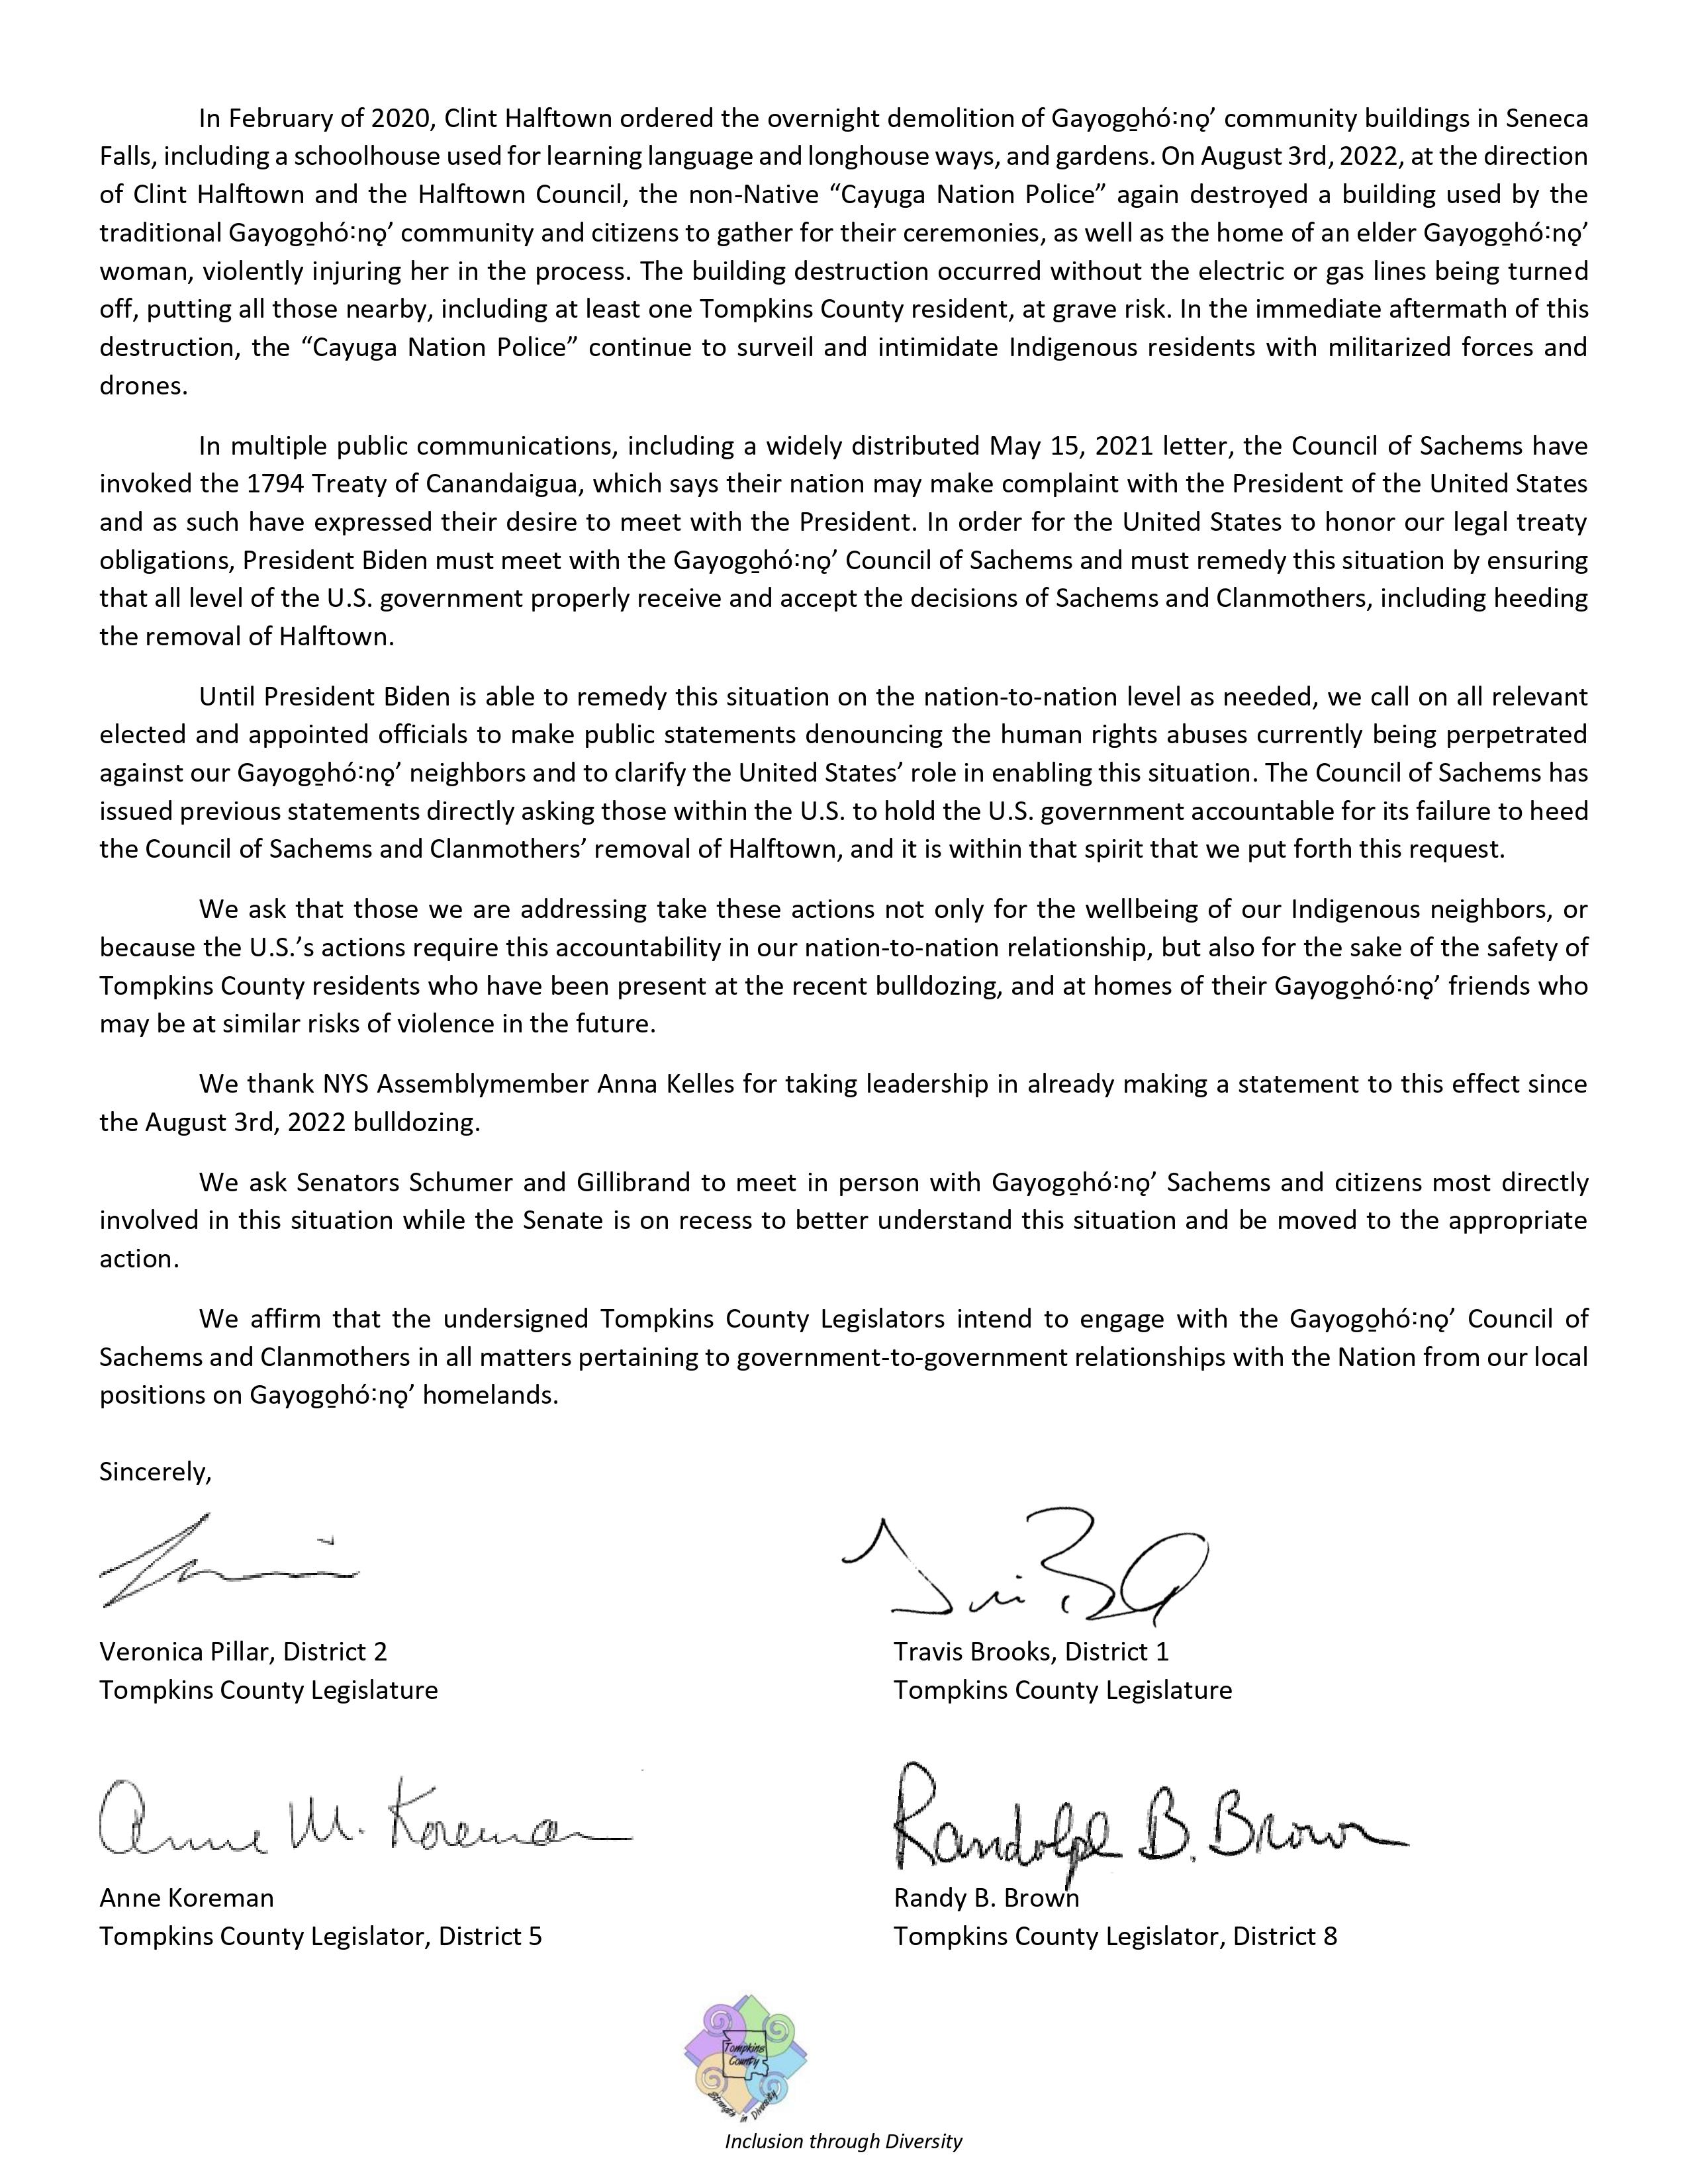 In February of 2020, Clint Halftown ordered the overnight demolition of Gayogo̱hó꞉nǫ’ community buildings in Seneca
Falls, including a schoolhouse used for learning language and longhouse ways, and gardens. On August 3rd, 2022, at the direction
of Clint Halftown and the Halftown Council, the non-Native “Cayuga Nation Police” again destroyed a building used by the
traditional Gayogo̱hó꞉nǫ’ community and citizens to gather for their ceremonies, as well as the home of an elder Gayogo̱hó꞉nǫ’
woman, violently injuring her in the process. The building destruction occurred without the electric or gas lines being turned
off, putting all those nearby, including at least one Tompkins County resident, at grave risk. In the immediate aftermath of this
destruction, the “Cayuga Nation Police” continue to surveil and intimidate Indigenous residents with militarized forces and
drones.
In multiple public communications, including a widely distributed May 15, 2021 letter, the Council of Sachems have
invoked the 1794 Treaty of Canandaigua, which says their nation may make complaint with the President of the United States
and as such have expressed their desire to meet with the President. In order for the United States to honor our legal treaty
obligations, President Biden must meet with the Gayogo̱hó꞉nǫ’ Council of Sachems and must remedy this situation by ensuring
that all level of the U.S. government properly receive and accept the decisions of Sachems and Clanmothers, including heeding
the removal of Halftown.
Until President Biden is able to remedy this situation on the nation-to-nation level as needed, we call on all relevant
elected and appointed officials to make public statements denouncing the human rights abuses currently being perpetrated
against our Gayogo̱hó꞉nǫ’ neighbors and to clarify the United States’ role in enabling this situation. The Council of Sachems has
issued previous statements directly asking those within the U.S. to hold the U.S. government accountable for its failure to heed
the Council of Sachems and Clanmothers’ removal of Halftown, and it is within that spirit that we put forth this request.
We ask that those we are addressing take these actions not only for the wellbeing of our Indigenous neighbors, or
because the U.S.’s actions require this accountability in our nation-to-nation relationship, but also for the sake of the safety of
Tompkins County residents who have been present at the recent bulldozing, and at homes of their Gayogo̱hó꞉nǫ’ friends who
may be at similar risks of violence in the future.
We thank NYS Assemblymember Anna Kelles for taking leadership in already making a statement to this effect since
the August 3rd, 2022 bulldozing.
We ask Senators Schumer and Gillibrand to meet in person with Gayogo̱hó꞉nǫ’ Sachems and citizens most directly
involved in this situation while the Senate is on recess to better understand this situation and be moved to the appropriate
action.
We affirm that the undersigned Tompkins County Legislators intend to engage with the Gayogo̱hó꞉nǫ’ Council of
Sachems and Clanmothers in all matters pertaining to government-to-government relationships with the Nation from our local
positions on Gayogo̱hó꞉nǫ’ homelands.
Sincerely,
Veronica Pillar, District 2
Tompkins County Legislature
Travis Brooks, District 1
Tompkins County Legislature
Anne M. Koreman
Anne Koreman
Tompkins County Legislator, District 5
Randolph B. Brown
Randy B. Brown
Tompkins County Legislator, District 8
Tompkins
County
Strength in Diversity
Inclusion through Diversity